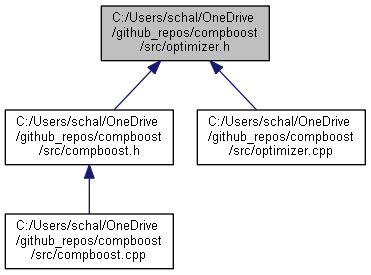 C:/Users/schal/OneDrive
/github_repos/compboost
/src/optimizer.h
C:/Users/schal/OneDrive
/github_repos/compboost
/src/compboost.h
C:/Users/schal/OneDrive
/github_repos/compboost
/src/optimizer.cpp
C:/Users/schal/OneDrive
/github_repos/compboost
/src/compboost.cpp